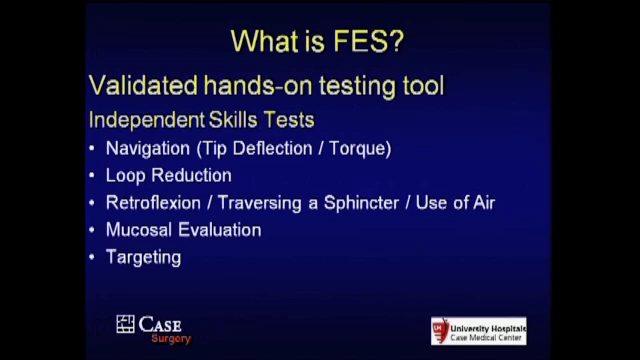 What is FES?
Validated hands-on testing tool
Independent Skills Tests
• Navigation (Tip Deflection / Torque)
• Loop Reduction
• Retroflexion / Traversing a Sphincter / Use of Air
• Mucosal Evaluation
• Targeting
CASE
Surgery
UH
University Hospitals
Case Medical Center